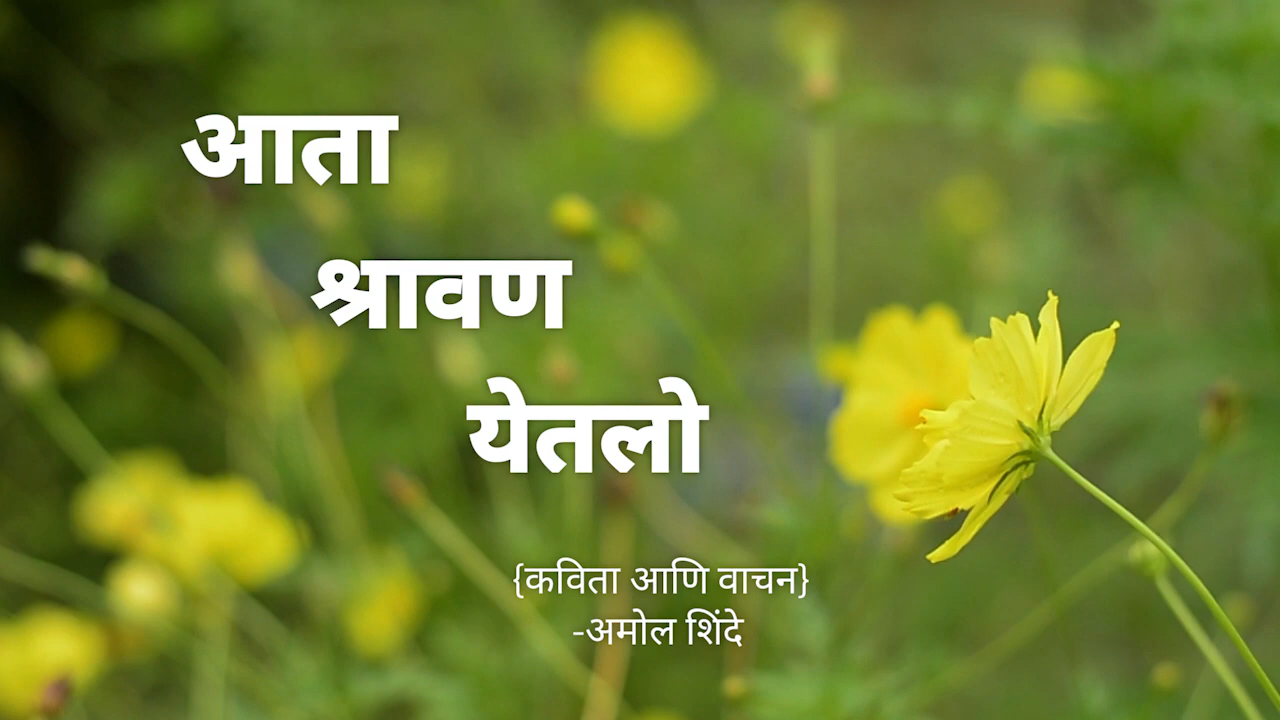 आता
श्रावण
येतलो
{कविता आणि वाचन}
-अमोल शिंदे